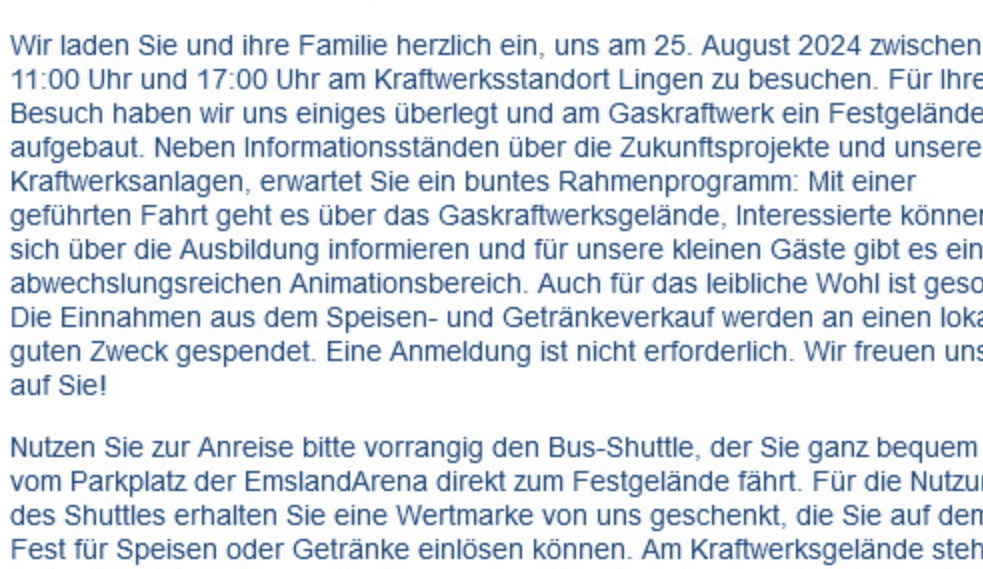 Wir laden Sie und ihre Familie herzlich ein, uns am 25. August 2024 zwischen
11:00 Uhr und 17:00 Uhr am Kraftwerksstandort Lingen zu besuchen. Für Ihre
Besuch haben wir uns einiges überlegt und am Gaskraftwerk ein Festgelände
aufgebaut. Neben Informationsständen über die Zukunftsprojekte und unsere
Kraftwerksanlagen, erwartet Sie ein buntes Rahmenprogramm: Mit einer
geführten Fahrt geht es über das Gaskraftwerksgelände, Interessierte können
sich über die Ausbildung informieren und für unsere kleinen Gäste gibt es ein
abwechslungsreichen Animationsbereich. Auch für das leibliche Wohl ist
Die Einnahmen aus dem Speisen- und Getränkeverkauf werden an einen
guten Zweck gespendet. Eine Anmeldung ist nicht erforderlich. Wir freuen uns
auf Sie!
Nutzen Sie zur Anreise bitte vorrangig den Bus-Shuttle, der Sie ganz bequem
vom Parkplatz der EmslandArena direkt zum Festgelände fährt. Für die
des Shuttles erhalten Sie eine Wertmarke von uns geschenkt, die Sie auf dem
Fest für Speisen oder Getränke einlösen können. Am Kraftwerksgelände